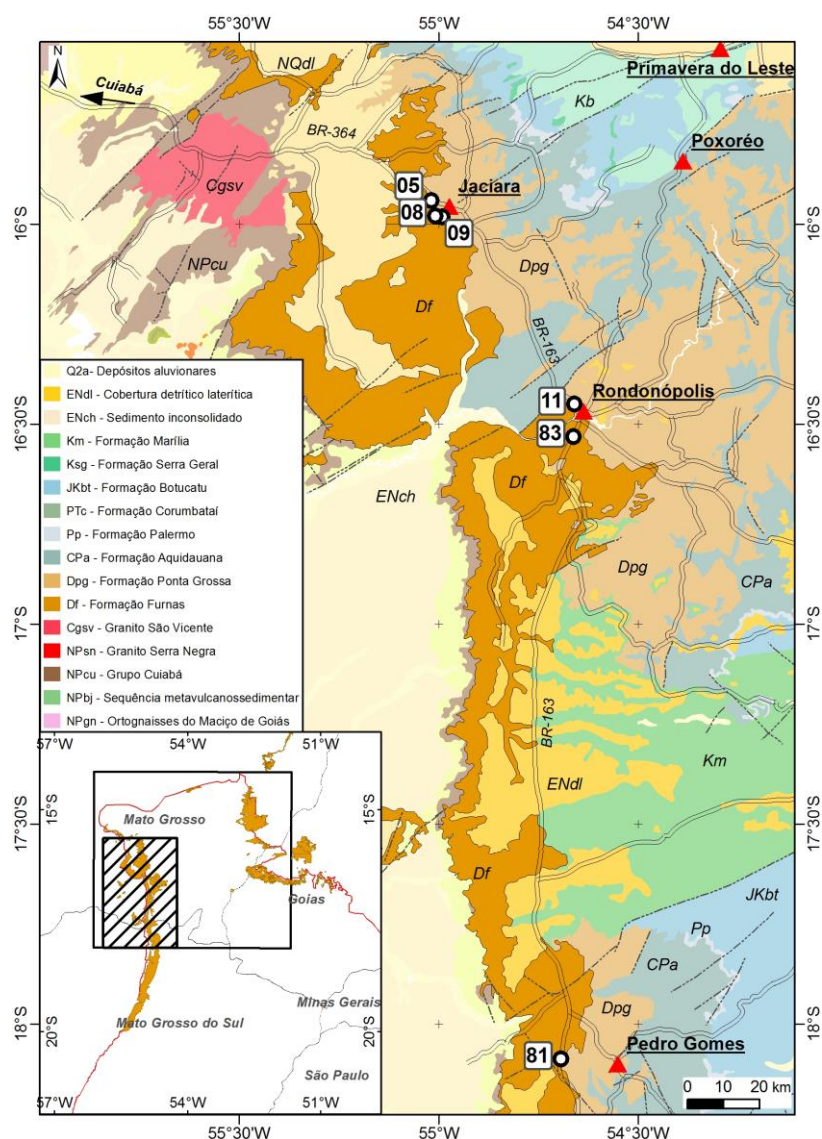 55°30'W 55°W 54°30'W
N
NQdl
Cuiabá
Primavera do Leste
Kb
BR-364
Poxoréo
Cgsv
05
Jaciara
08
16°S 16°S
09
NPcu
Dpg
Df
BR-163
Q2a- Depósitos aluvionares
ENdl - Cobertura detrito laterítica
ENch - Sedimento inconsolidado
Km - Formação Marília
Ksg - Formação Serra Geral
JKbt - Formação Botucatu
PTc - Formação Corumbataí
Pp - Formação Palermo
CPa - Formação Aquidauana
Dpg - Formação Ponta Grossa
Df - Formação Furnas
Cgsv - Granito São Vicente
NPsn - Granito Serra Negra
NPcu - Grupo Cuiabá
NPbj - Sequência metavulcanossedimentar
NPgn - Ortognaisses do Maciço de Goiás
11
Rondonópolis
16°30'S 16°30'S
83
ENch
Df
Dpg
CPa
17°S 17°S
BR-163
Km
ENdl
57°W 54°W 51°W
15°S 15°S
Mato Grosso
Goias
Minas Gerais
Mato Grosso do Sul
20°S 20°S
São Paulo
57°W 54°W 51°W
17°30'S 17°30'S
Df
JKbt
Pp
CPa
Dpg
18°S 18°S
81
Pedro Gomes
0 10 20 km
55°30'W 55°W 54°30'W